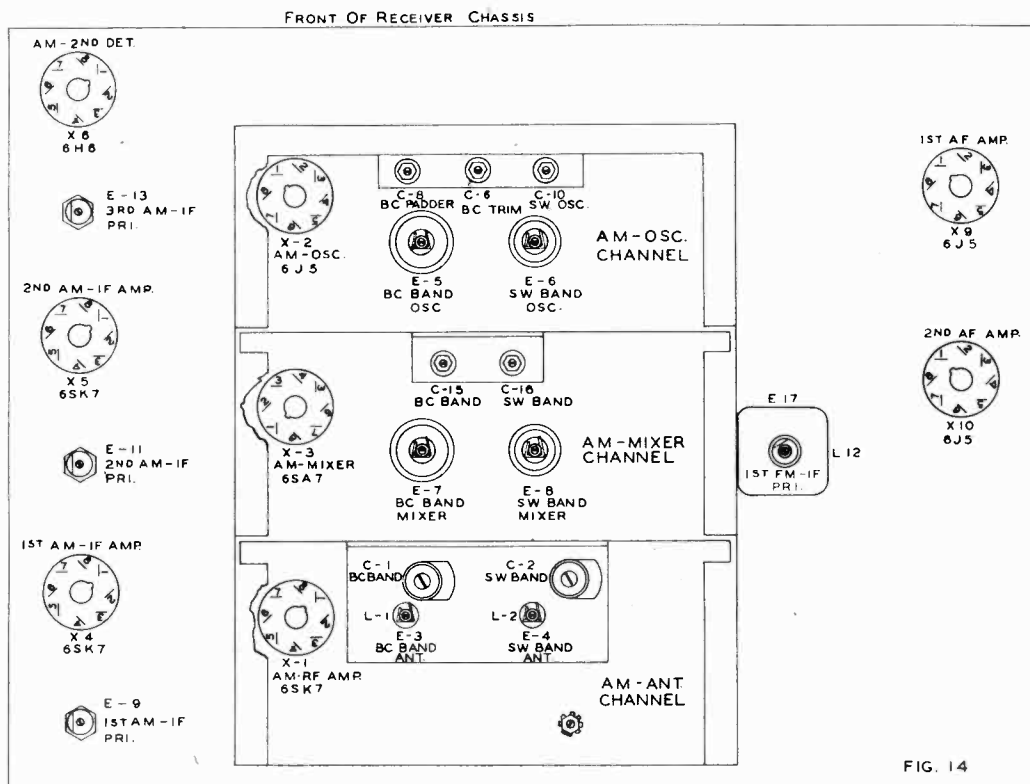 FRONT OF RECEIVER CHASSIS
AM-2ND DET.
X 6
6H6
E-13
3RD AM-IF
PRI.
2ND AM-IF AMP.
X 5
6SK7
E-11
2ND AM-IF
PRI.
1ST AM-IF AMP.
X 4
6SK7
E-9
1ST AM-IF
PRI.
X-2
AM-OSC.
6J5
C-8
BC PADDER
C-6
BC TRIM
C-10
SW OSC.
E-5
BC BAND
OSC
E-6
SW BAND
OSC.
AM-OSC.
CHANNEL
X-3
AM-MIXER
6SA7
C-15
BC BAND
C-16
SW BAND
E-7
BC BAND
MIXER
E-8
SW BAND
MIXER
AM-MIXER
CHANNEL
X-1
AM-RF AMP.
6SK7
C-1
BC BAND
C-2
SW BAND
L-1
E-3
BC BAND
ANT.
L-2
E-4
SW BAND
ANT.
AM-ANT.
CHANNEL
E 17
L 12
1ST FM-IF
PRI.
1ST AF AMP.
X 9
6J5
2ND AF AMP.
X10
6J5
FIG. 14